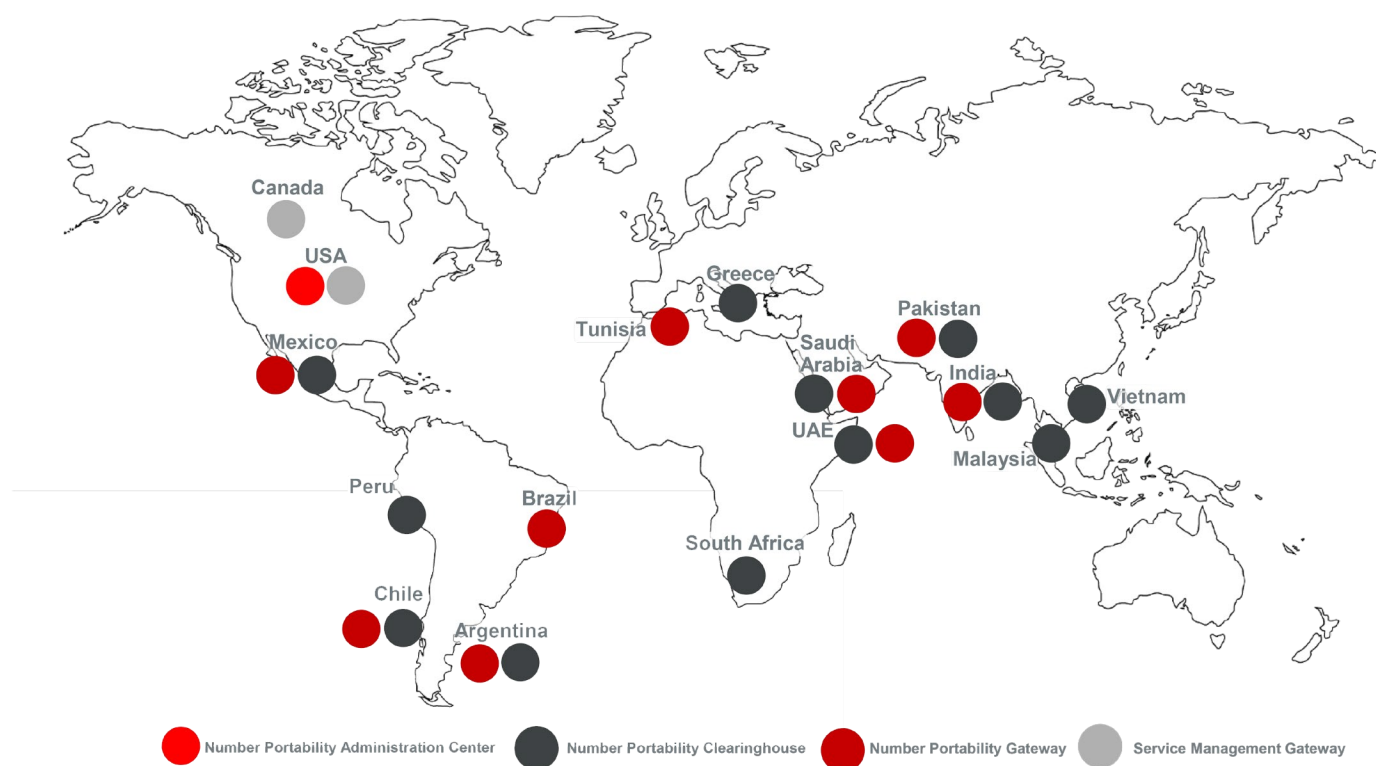 Canada
USA
Mexico
Greece
Tunisia
Pakistan
Saudi
Arabia
India
Vietnam
UAE
Malaysia
Peru
Brazil
South Africa
Chile
Argentina
Number Portability Administration Center
Number Portability Clearinghouse
Number Portability Gateway
Service Management Gateway